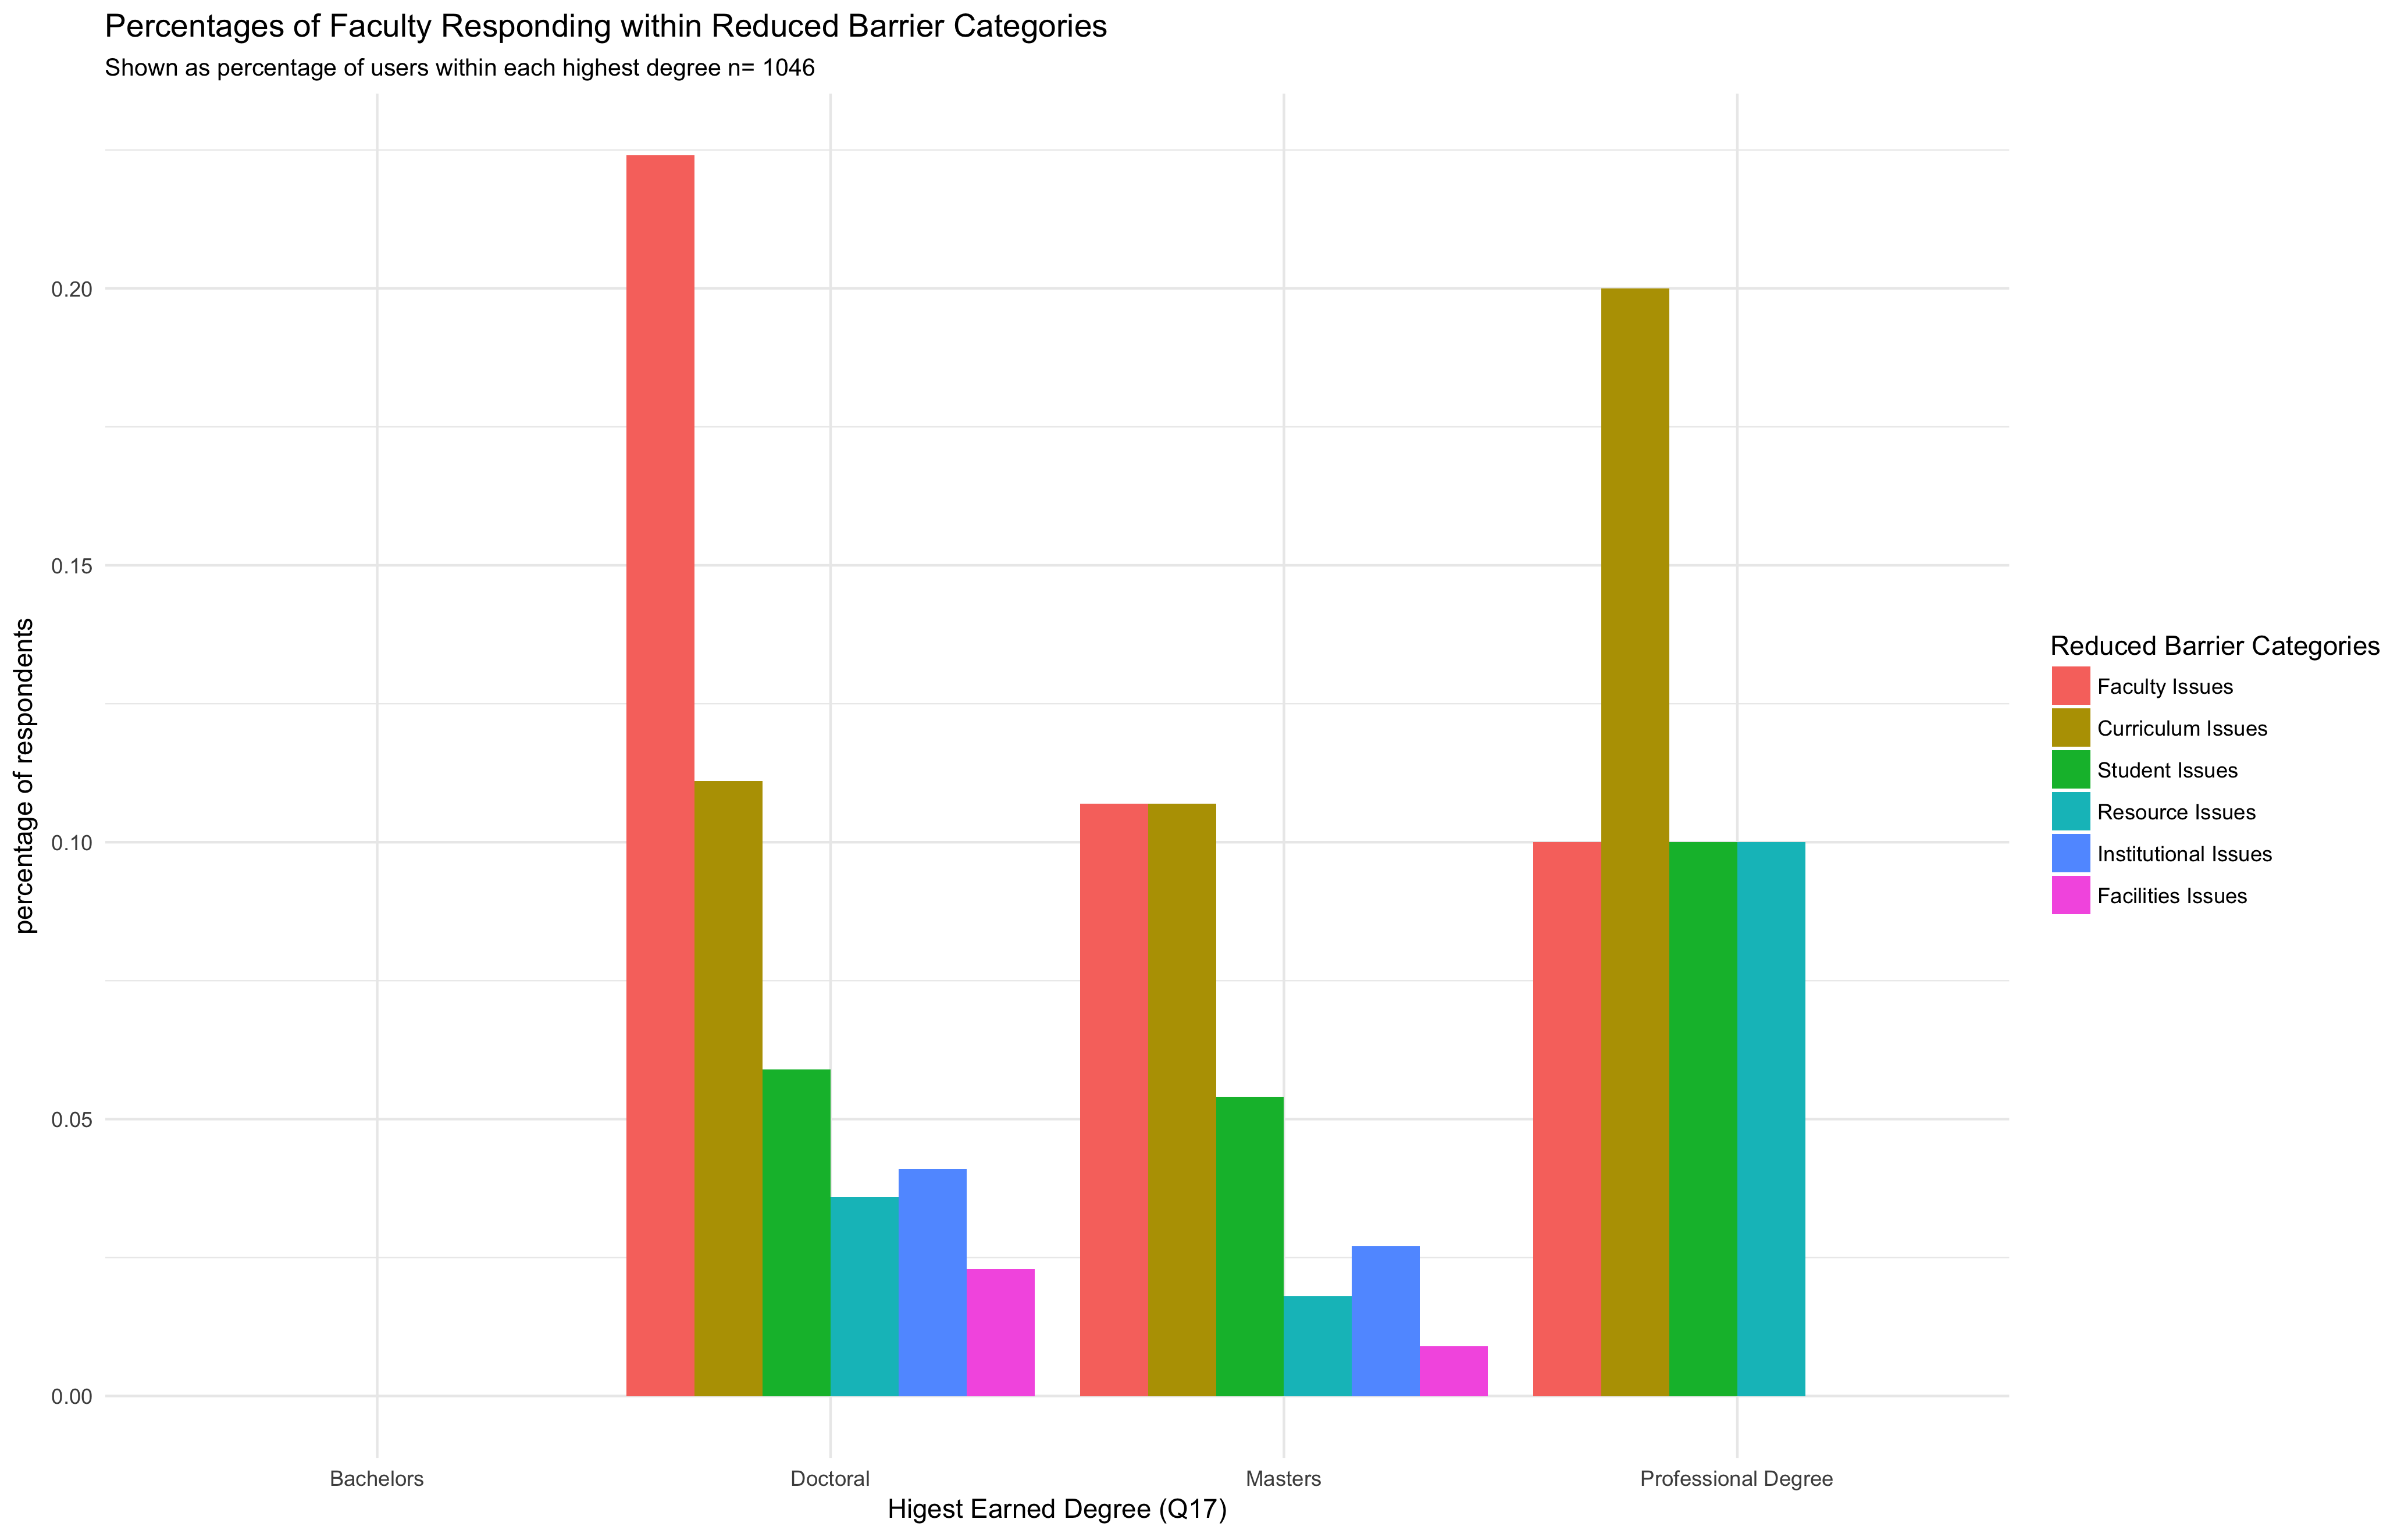 Percentages of Faculty Responding within Reduced Barrier Categories
Shown as percentage of users within each highest degree n= 1046
percentage of respondents
0.20
0.15
0.10
0.05
0.00
Bachelors
Doctoral
Masters
Professional Degree
Higest Earned Degree (Q17)
Reduced Barrier Categories
Faculty Issues
Curriculum Issues
Student Issues
Resource Issues
Institutional Issues
Facilities Issues